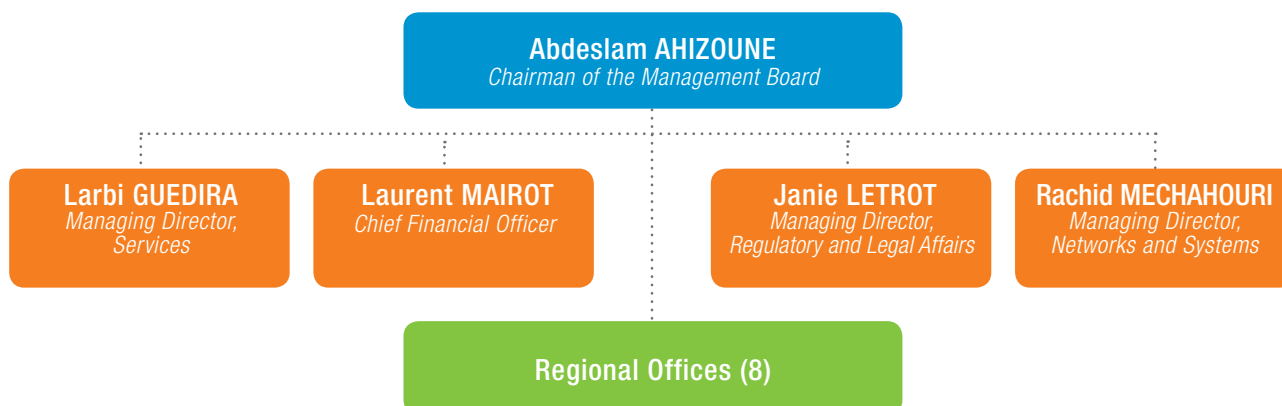 Abdeslam AHIZOUNE
Chairman of the Management Board
Larbi GUEDIRA
Managing Director,
Services
Laurent MAIROT
Chief Financial Officer
Janie LETROT
Managing Director,
Regulatory and Legal Affairs
Rachid MECHAHOURI
Managing Director,
Networks and Systems
Regional Offices (8)